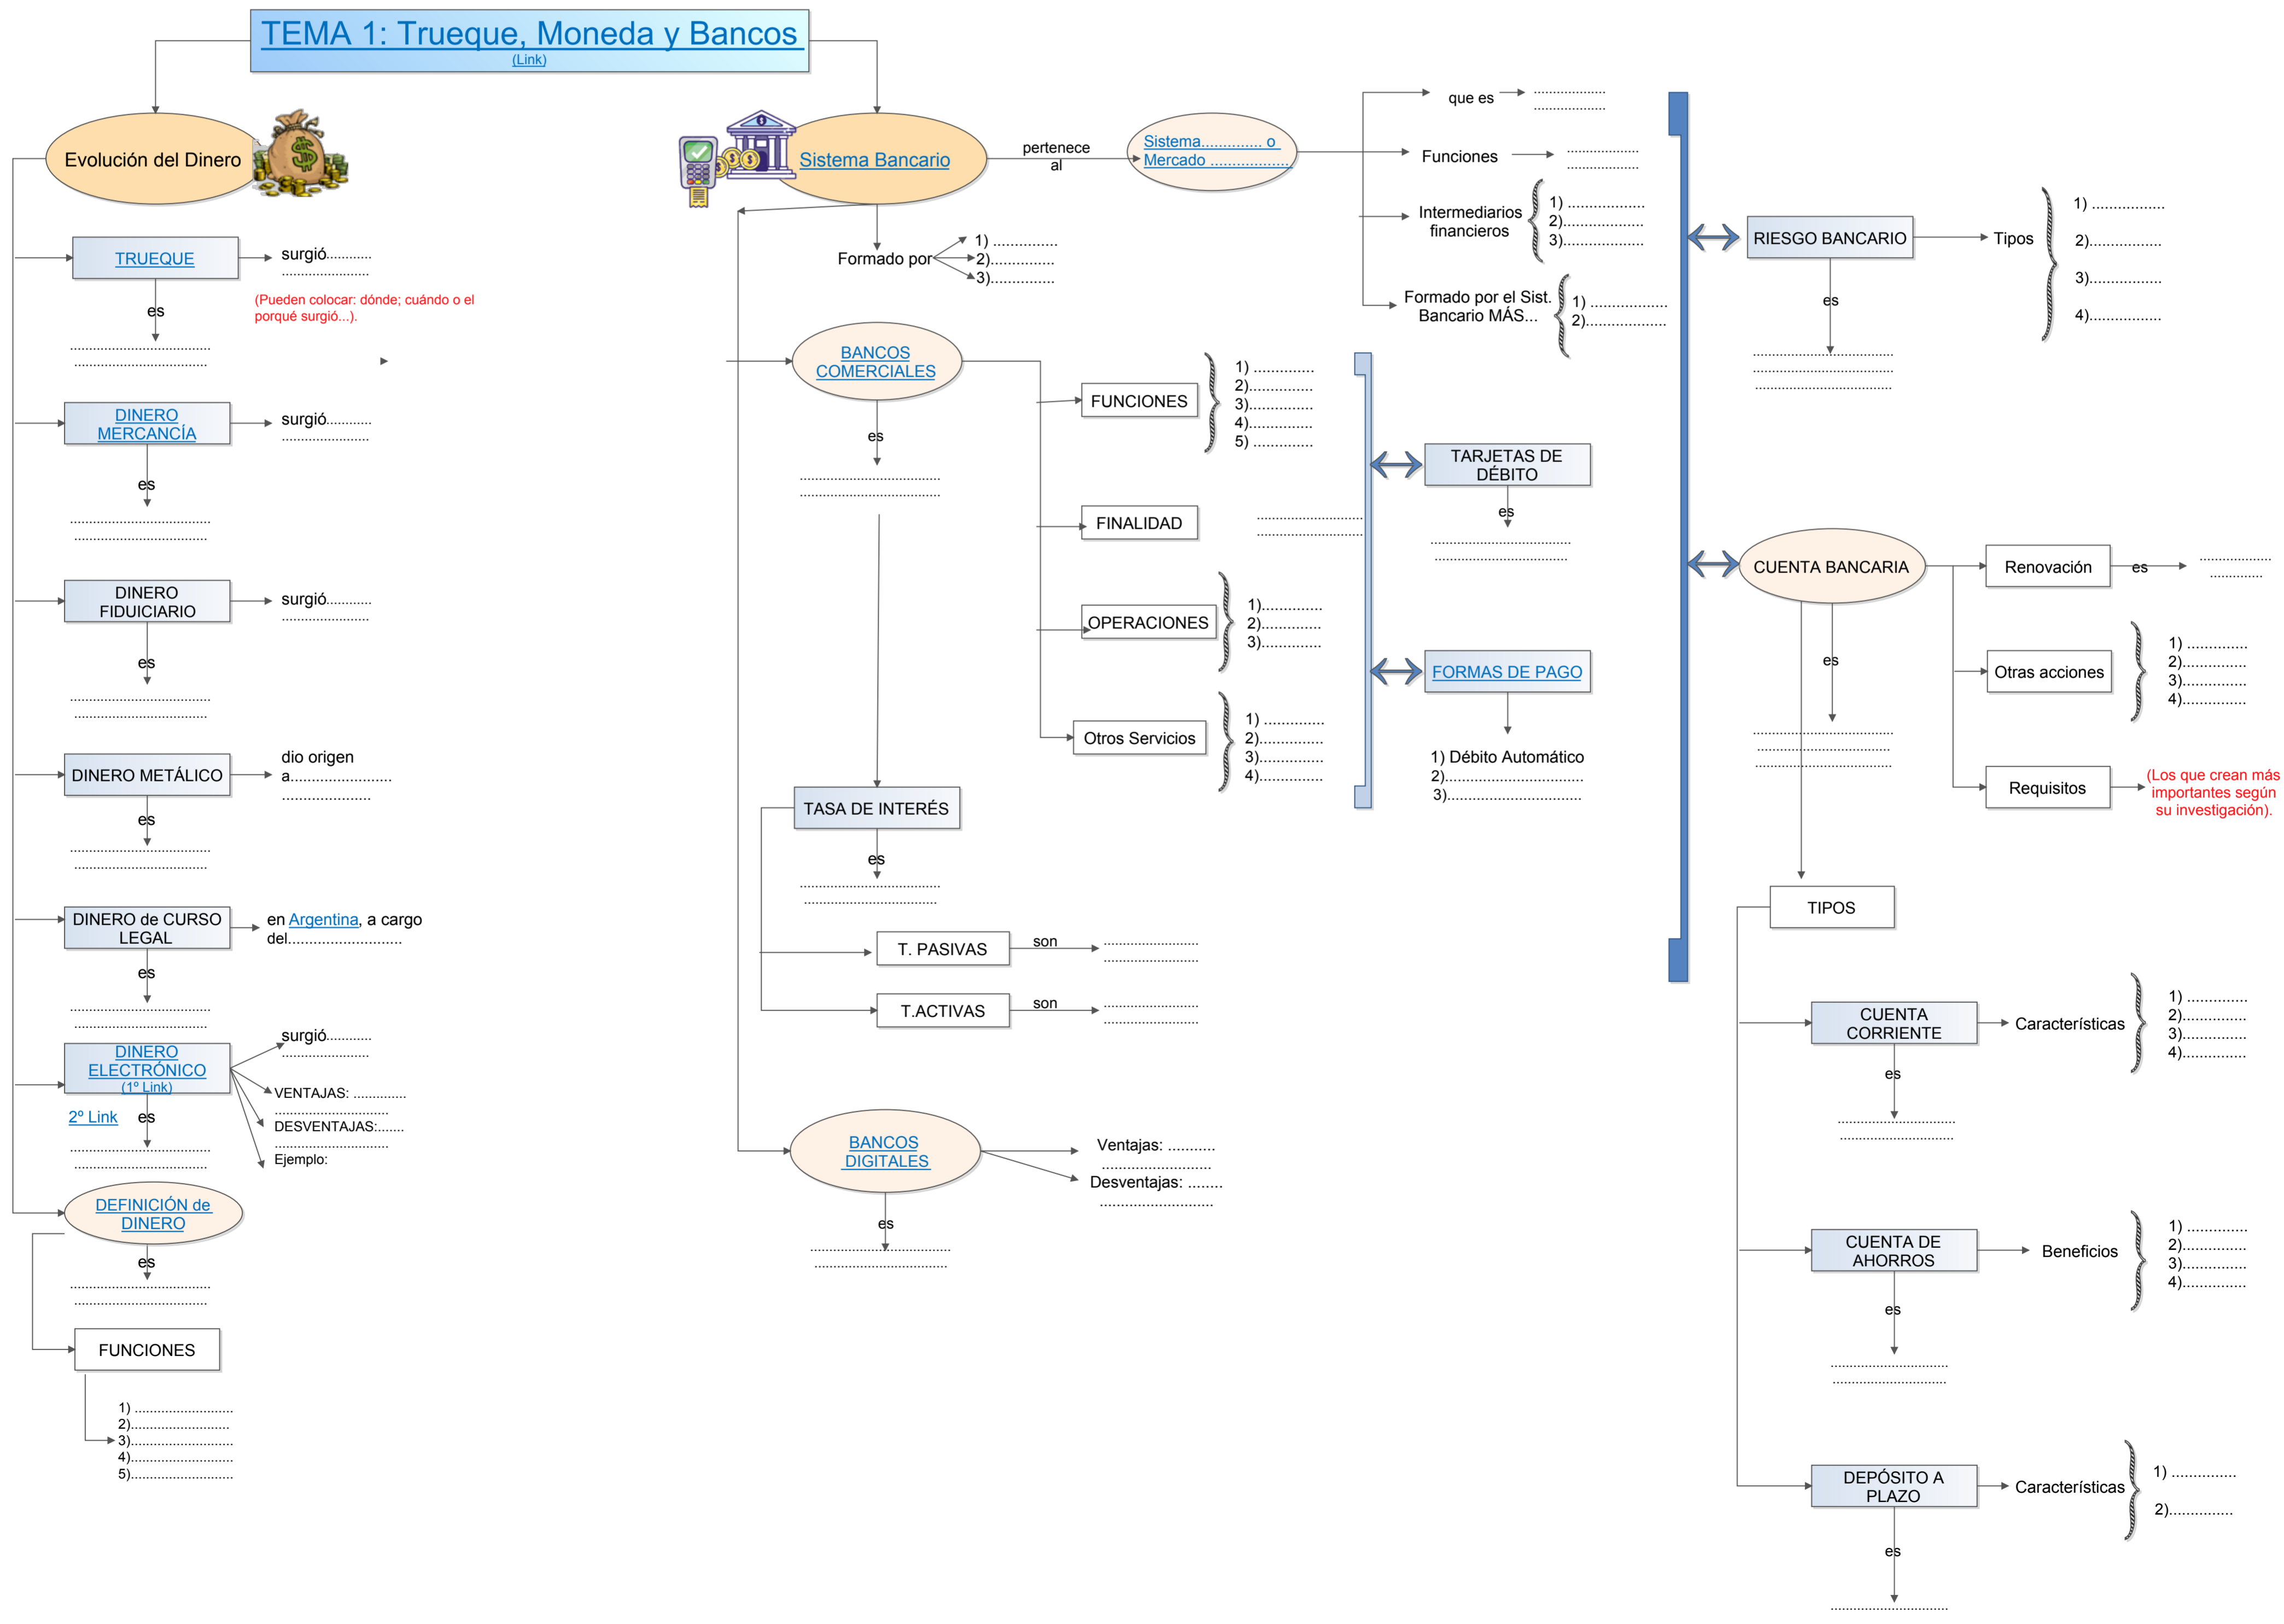 TEMA 1: Trueque, Moneda y Bancos
(Link)
Evolución del Dinero
TRUEQUE
surgió...........
......................
(Pueden colocar: dónde; cuándo o el
porqué surgió...).
es
...................................
.................................
DINERO
MERCANCÍA
surgió...........
......................
es
...................................
.................................
DINERO
FIDUCIARIO
surgió...........
......................
es
...................................
.................................
DINERO METÁLICO
dio origen
a.........................
......................
es
...................................
.................................
DINERO de CURSO
LEGAL
en Argentina, a cargo
del............................
es
...................................
.................................
DINERO
ELECTRÓNICO
(1º Link)
2º Link
es
...................................
.................................
surgió...........
......................
VENTAJAS: .............
............................
DESVENTAJAS:.......
............................
Ejemplo:
DEFINICIÓN de
DINERO
es
...................................
.................................
FUNCIONES
1) ........................
2)........................
3).........................
4).........................
5).........................
Sistema Bancario
pertenece
al
Sistema.............. o
Mercado ...................
Formado por
1) ...............
2)...............
3)...............
que es
..................
..................
Funciones
..................
..................
Intermediarios
financieros
1) ..................
2)...................
3)...................
Formado por el Sist.
Bancario MÁS...
1) ..................
2)...................
BANCOS
COMERCIALES
es
...................................
...................................
FUNCIONES
1) ..............
2)...............
3)...............
4)...............
5) ..............
FINALIDAD
...........................
...........................
OPERACIONES
1)..............
2)..............
3)..............
Otros Servicios
1) ..............
2)...............
3)...............
4)...............
TARJETAS DE
DÉBITO
es
...................................
.................................
FORMAS DE PAGO
1) Débito Automático
2)................................
3)................................
TASA DE INTERÉS
es
...................................
.................................
T. PASIVAS
son
.......................
.......................
T.ACTIVAS
son
.......................
.......................
BANCOS
DIGITALES
Ventajas: ...........
..........................
Desventajas: ........
...........................
es
...................................
.................................
RIESGO BANCARIO
Tipos
1) .................
2).................
3).................
4).................
es
...................................
.................................
..................................
CUENTA BANCARIA
Renovación
es
..................
.............
Otras acciones
1) ..............
2)...............
3)...............
4)...............
Requisitos
(Los que crean más
importantes según
su investigación).
es
...................................
.................................
..................................
TIPOS
CUENTA
CORRIENTE
Características
1) ..............
2)...............
3)...............
4)...............
es
.............................
............................
CUENTA DE
AHORROS
Beneficios
1) ..............
2)...............
3)...............
4)...............
es
.............................
............................
DEPÓSITO A
PLAZO
Características
1) ...............
2)...............
es
.............................